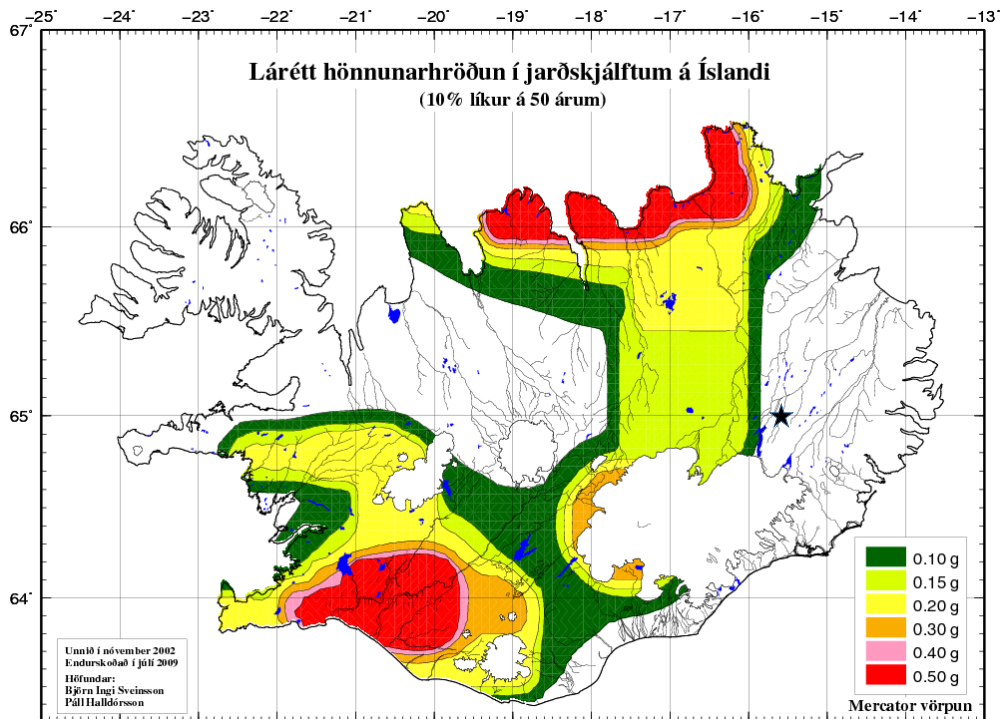 −25° −24° −23° −22° −21° −20° −19° −18° −17° −16° −15° −14° −13°
67°
Lárétt hönnunarhröðun í jarðskjálftum á Íslandi
(10% líkur á 50 árum)
66°
65°
64°
0.10 g
0.15 g
0.20 g
0.30 g
0.40 g
0.50 g
Unnið í nóvember 2002
Endurskoðað í júlí 2009
Höfundar:
Björn Ingi Sveinsson
Páll Halldórsson
Mercator vörpun